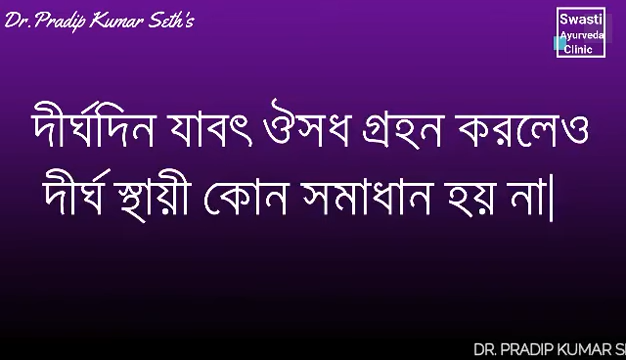 Dr.Pradip Kumar Seth's
Swasti
Ayurveda
Clinic
দীর্ঘদিন যাবৎ ঔসধ গ্রহন করলেও
দীর্ঘ স্থায়ী কোন সমাধান হয় না|
DR. PRADIP KUMAR